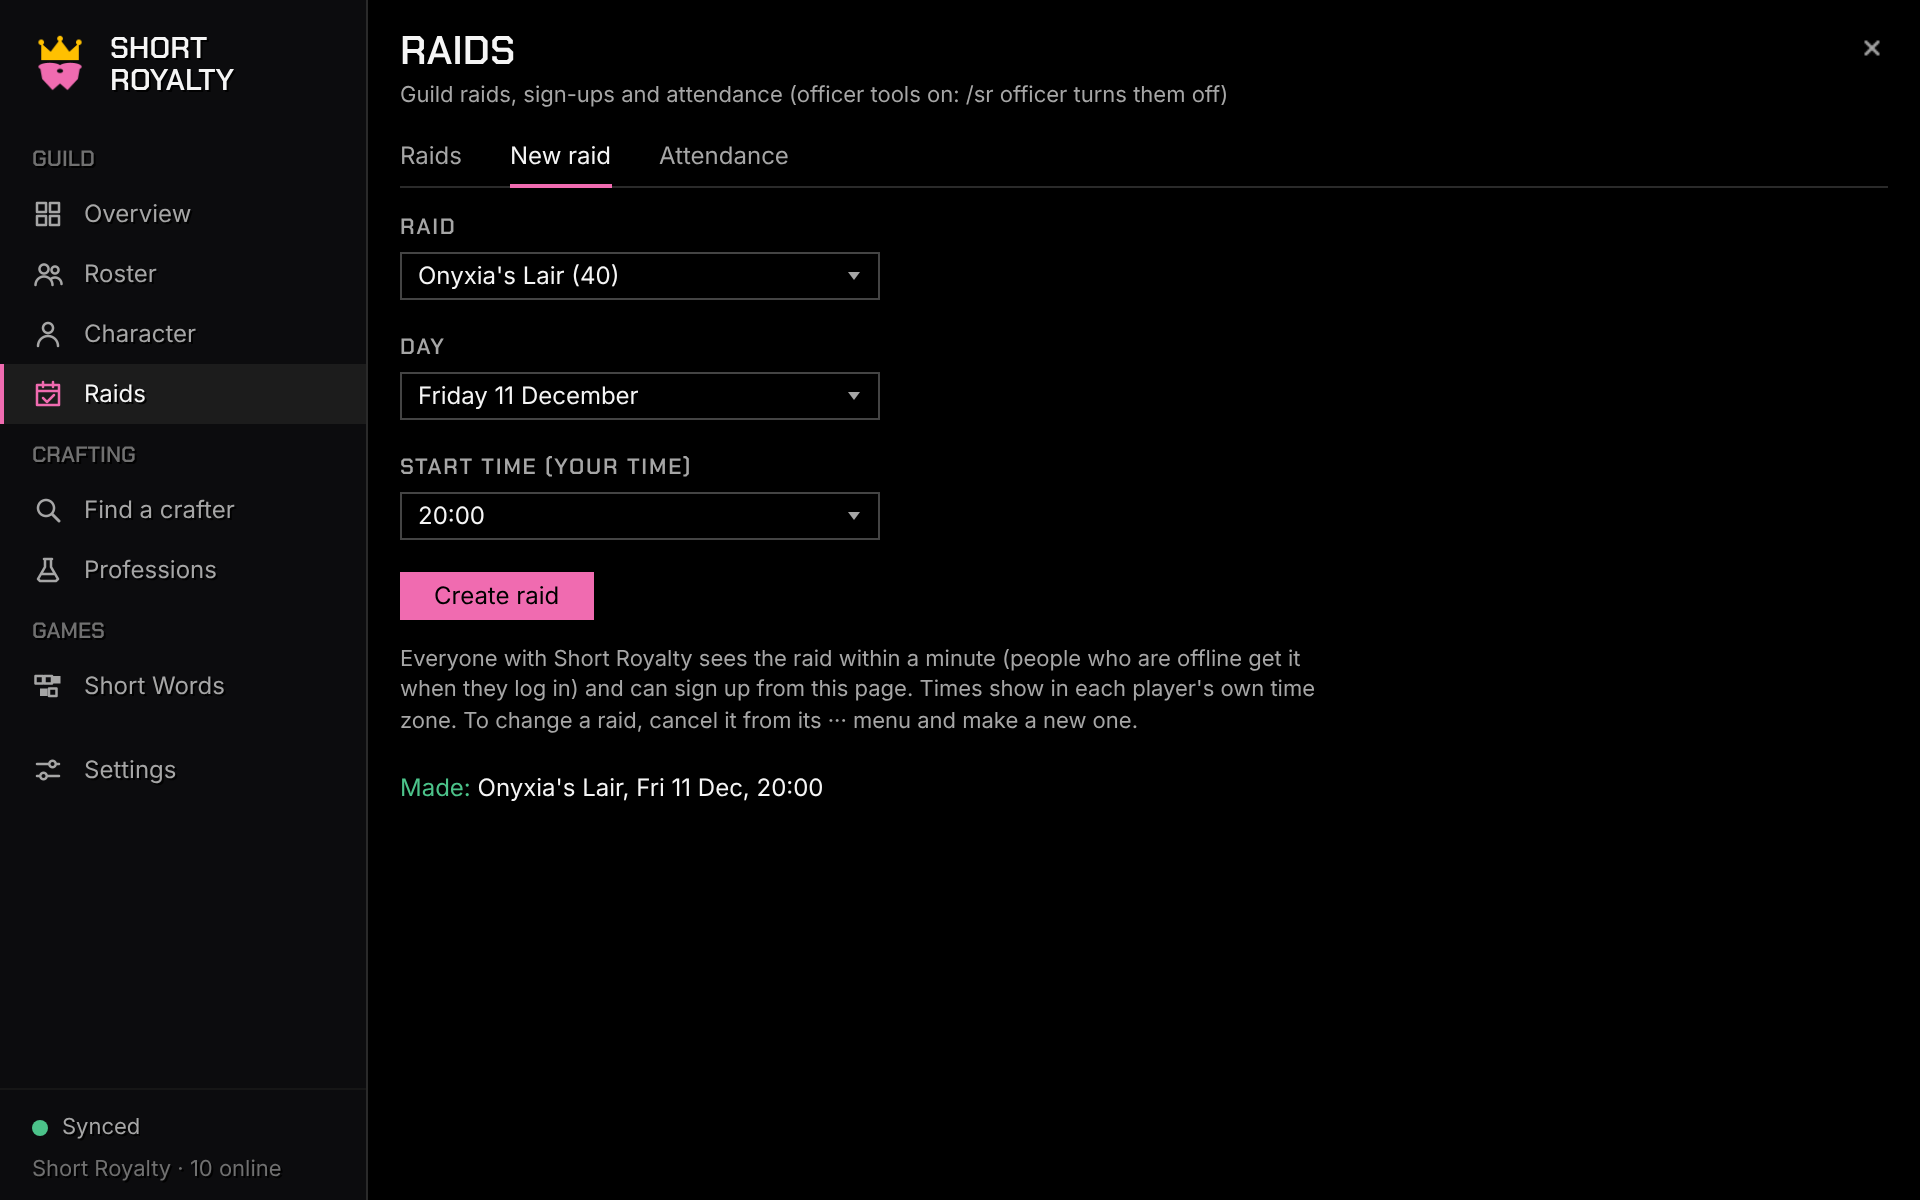 SHORT
ROYALTY
GUILD
Overview
Roster
Character
Raids
CRAFTING
Find a crafter
Professions
GAMES
Short Words
Settings
Synced
Short Royalty · 10 online
RAIDS
Guild raids, sign-ups and attendance (officer tools on: /sr officer turns them off)
Raids New raid Attendance
RAID
Onyxia's Lair (40)
DAY
Friday 11 December
START TIME (YOUR TIME)
20:00
Create raid
Everyone with Short Royalty sees the raid within a minute (people who are offline get it
when they log in) and can sign up from this page. Times show in each player's own time
zone. To change a raid, cancel it from its ··· menu and make a new one.
Made: Onyxia's Lair, Fri 11 Dec, 20:00